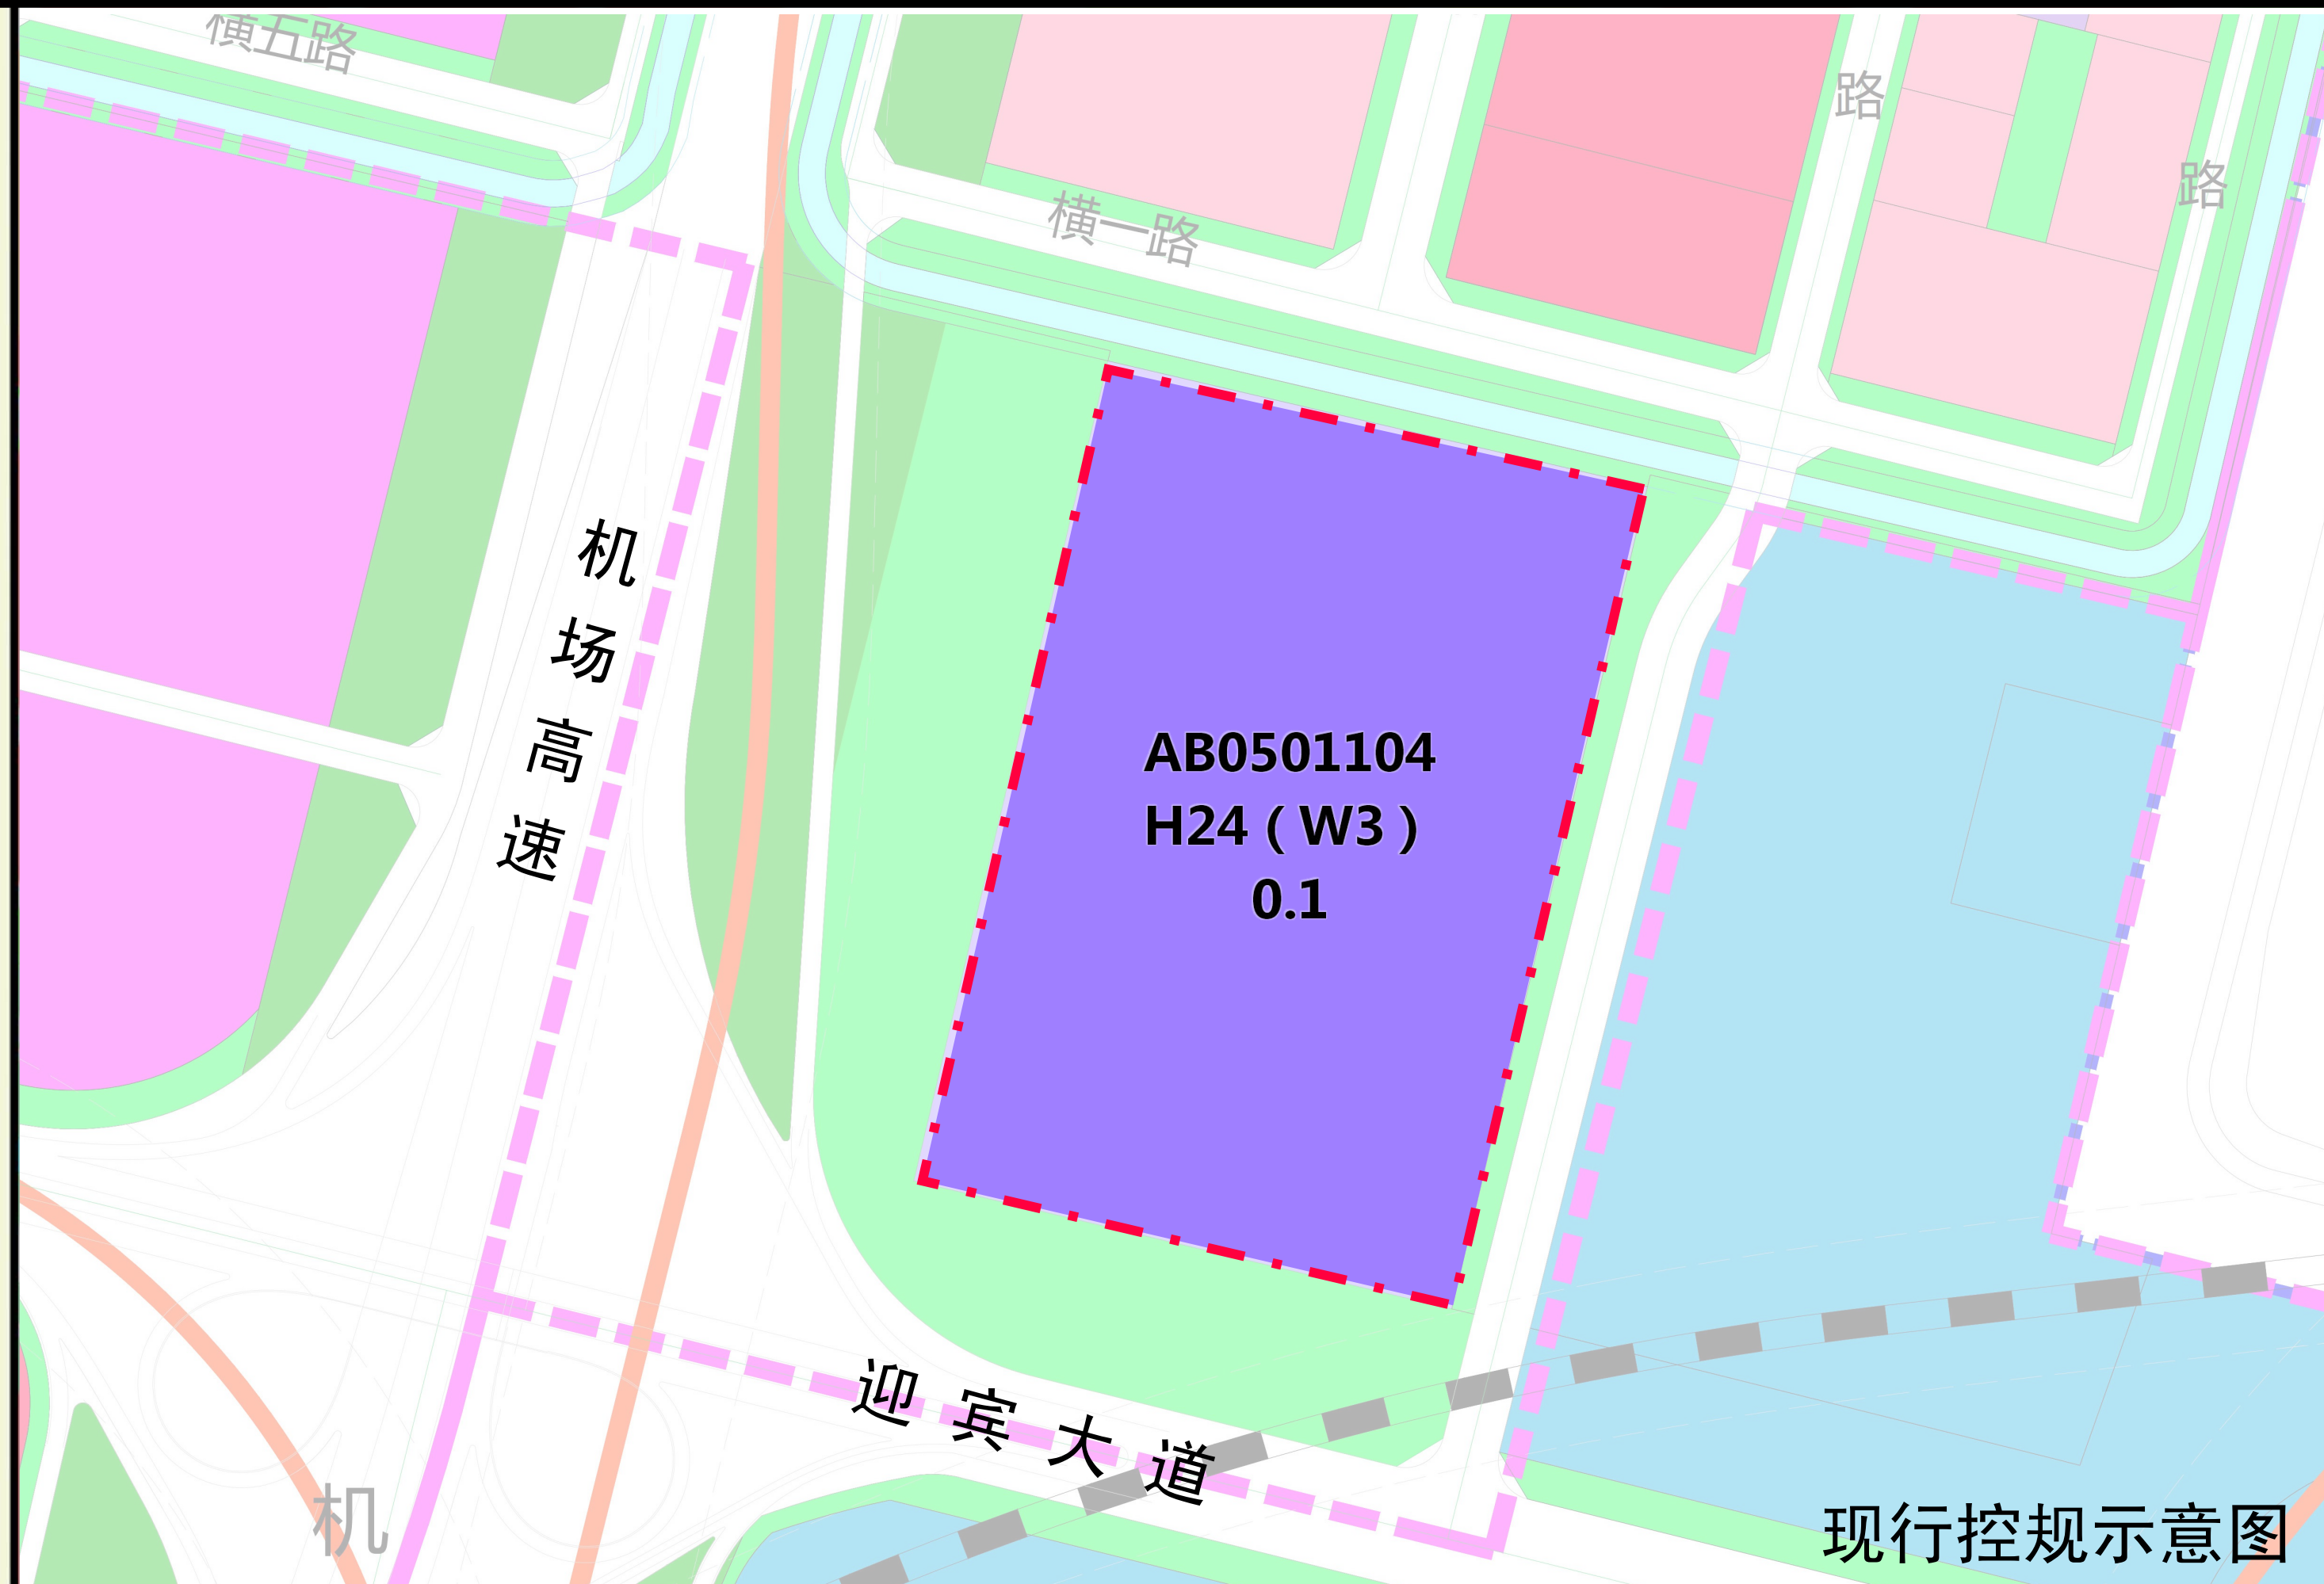 横五路
路
路
横一路
机场高速
AB0501104
H24（W3）
0.1
迎宾大道
机
现行控规示意图